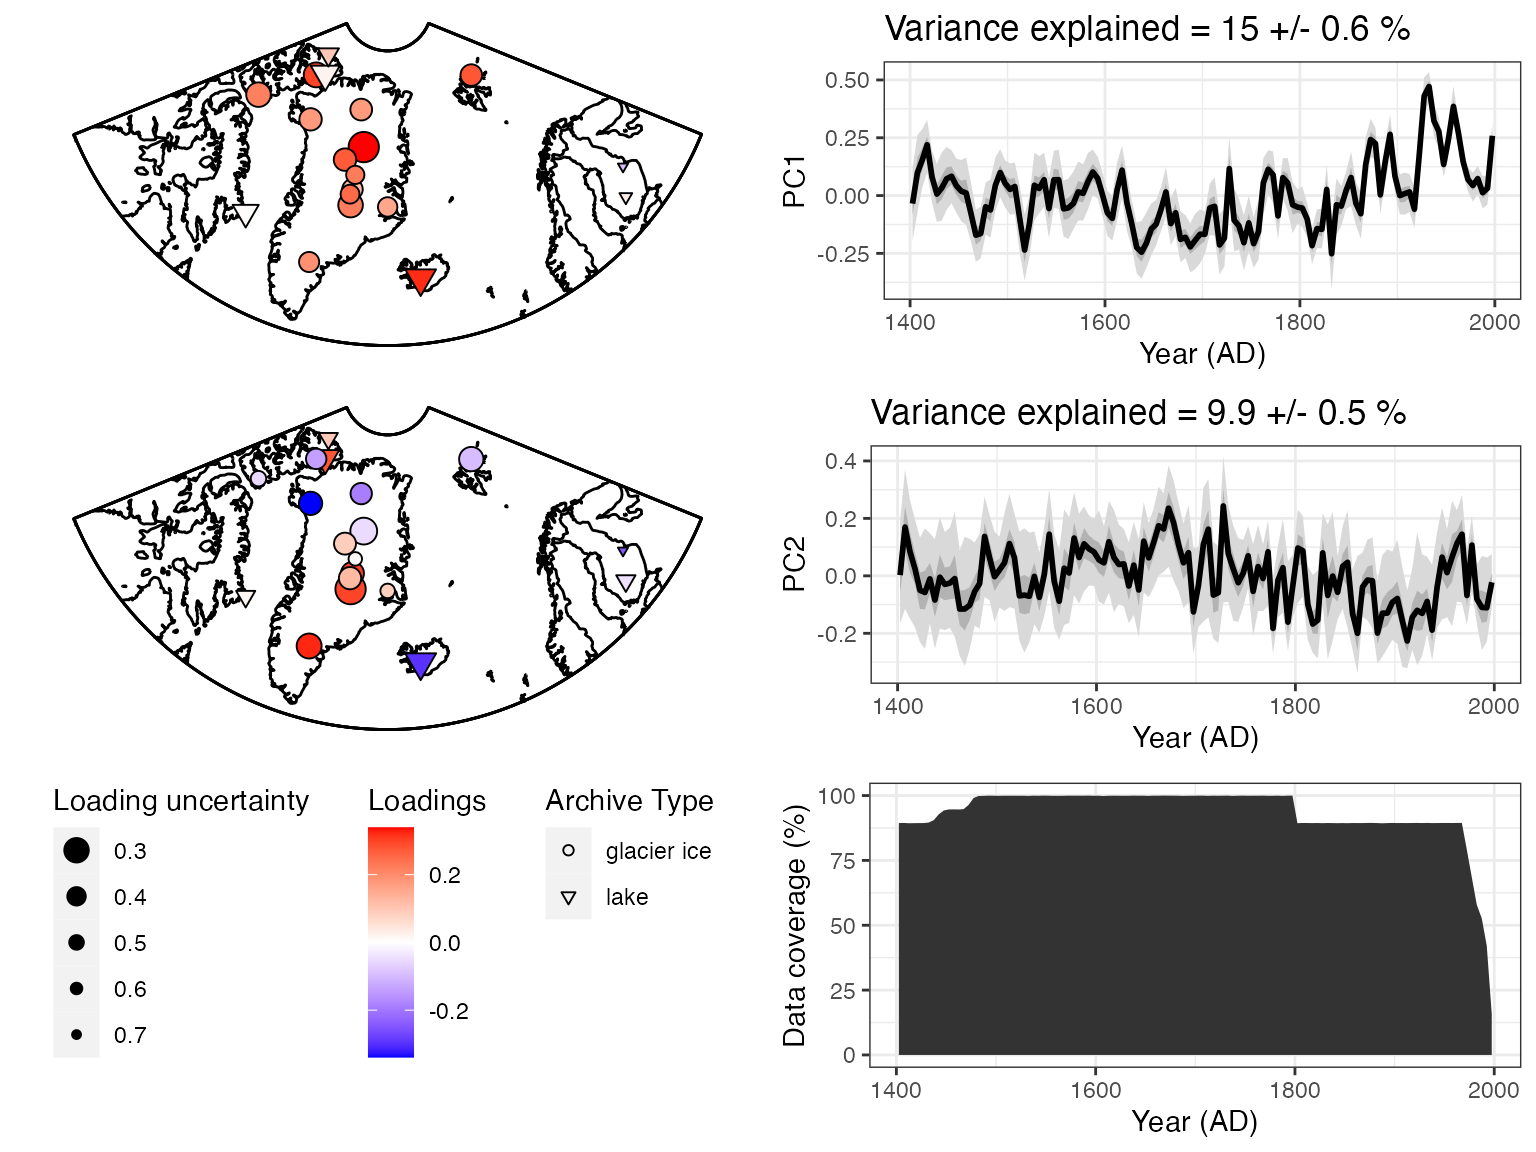 Variance explained = 15 +/- 0.6 %
0.50
0.25
0.00
-0.25
PC1
1400 1600 1800 2000
Year (AD)
Variance explained = 9.9 +/- 0.5 %
0.4
0.2
0.0
-0.2
PC2
1400 1600 1800 2000
Year (AD)
Loading uncertainty
0.3
0.4
0.5
0.6
0.7
Loadings
0.2
0.0
-0.2
Archive Type
glacier ice
lake
100
75
50
25
0
Data coverage (%)
1400 1600 1800 2000
Year (AD)